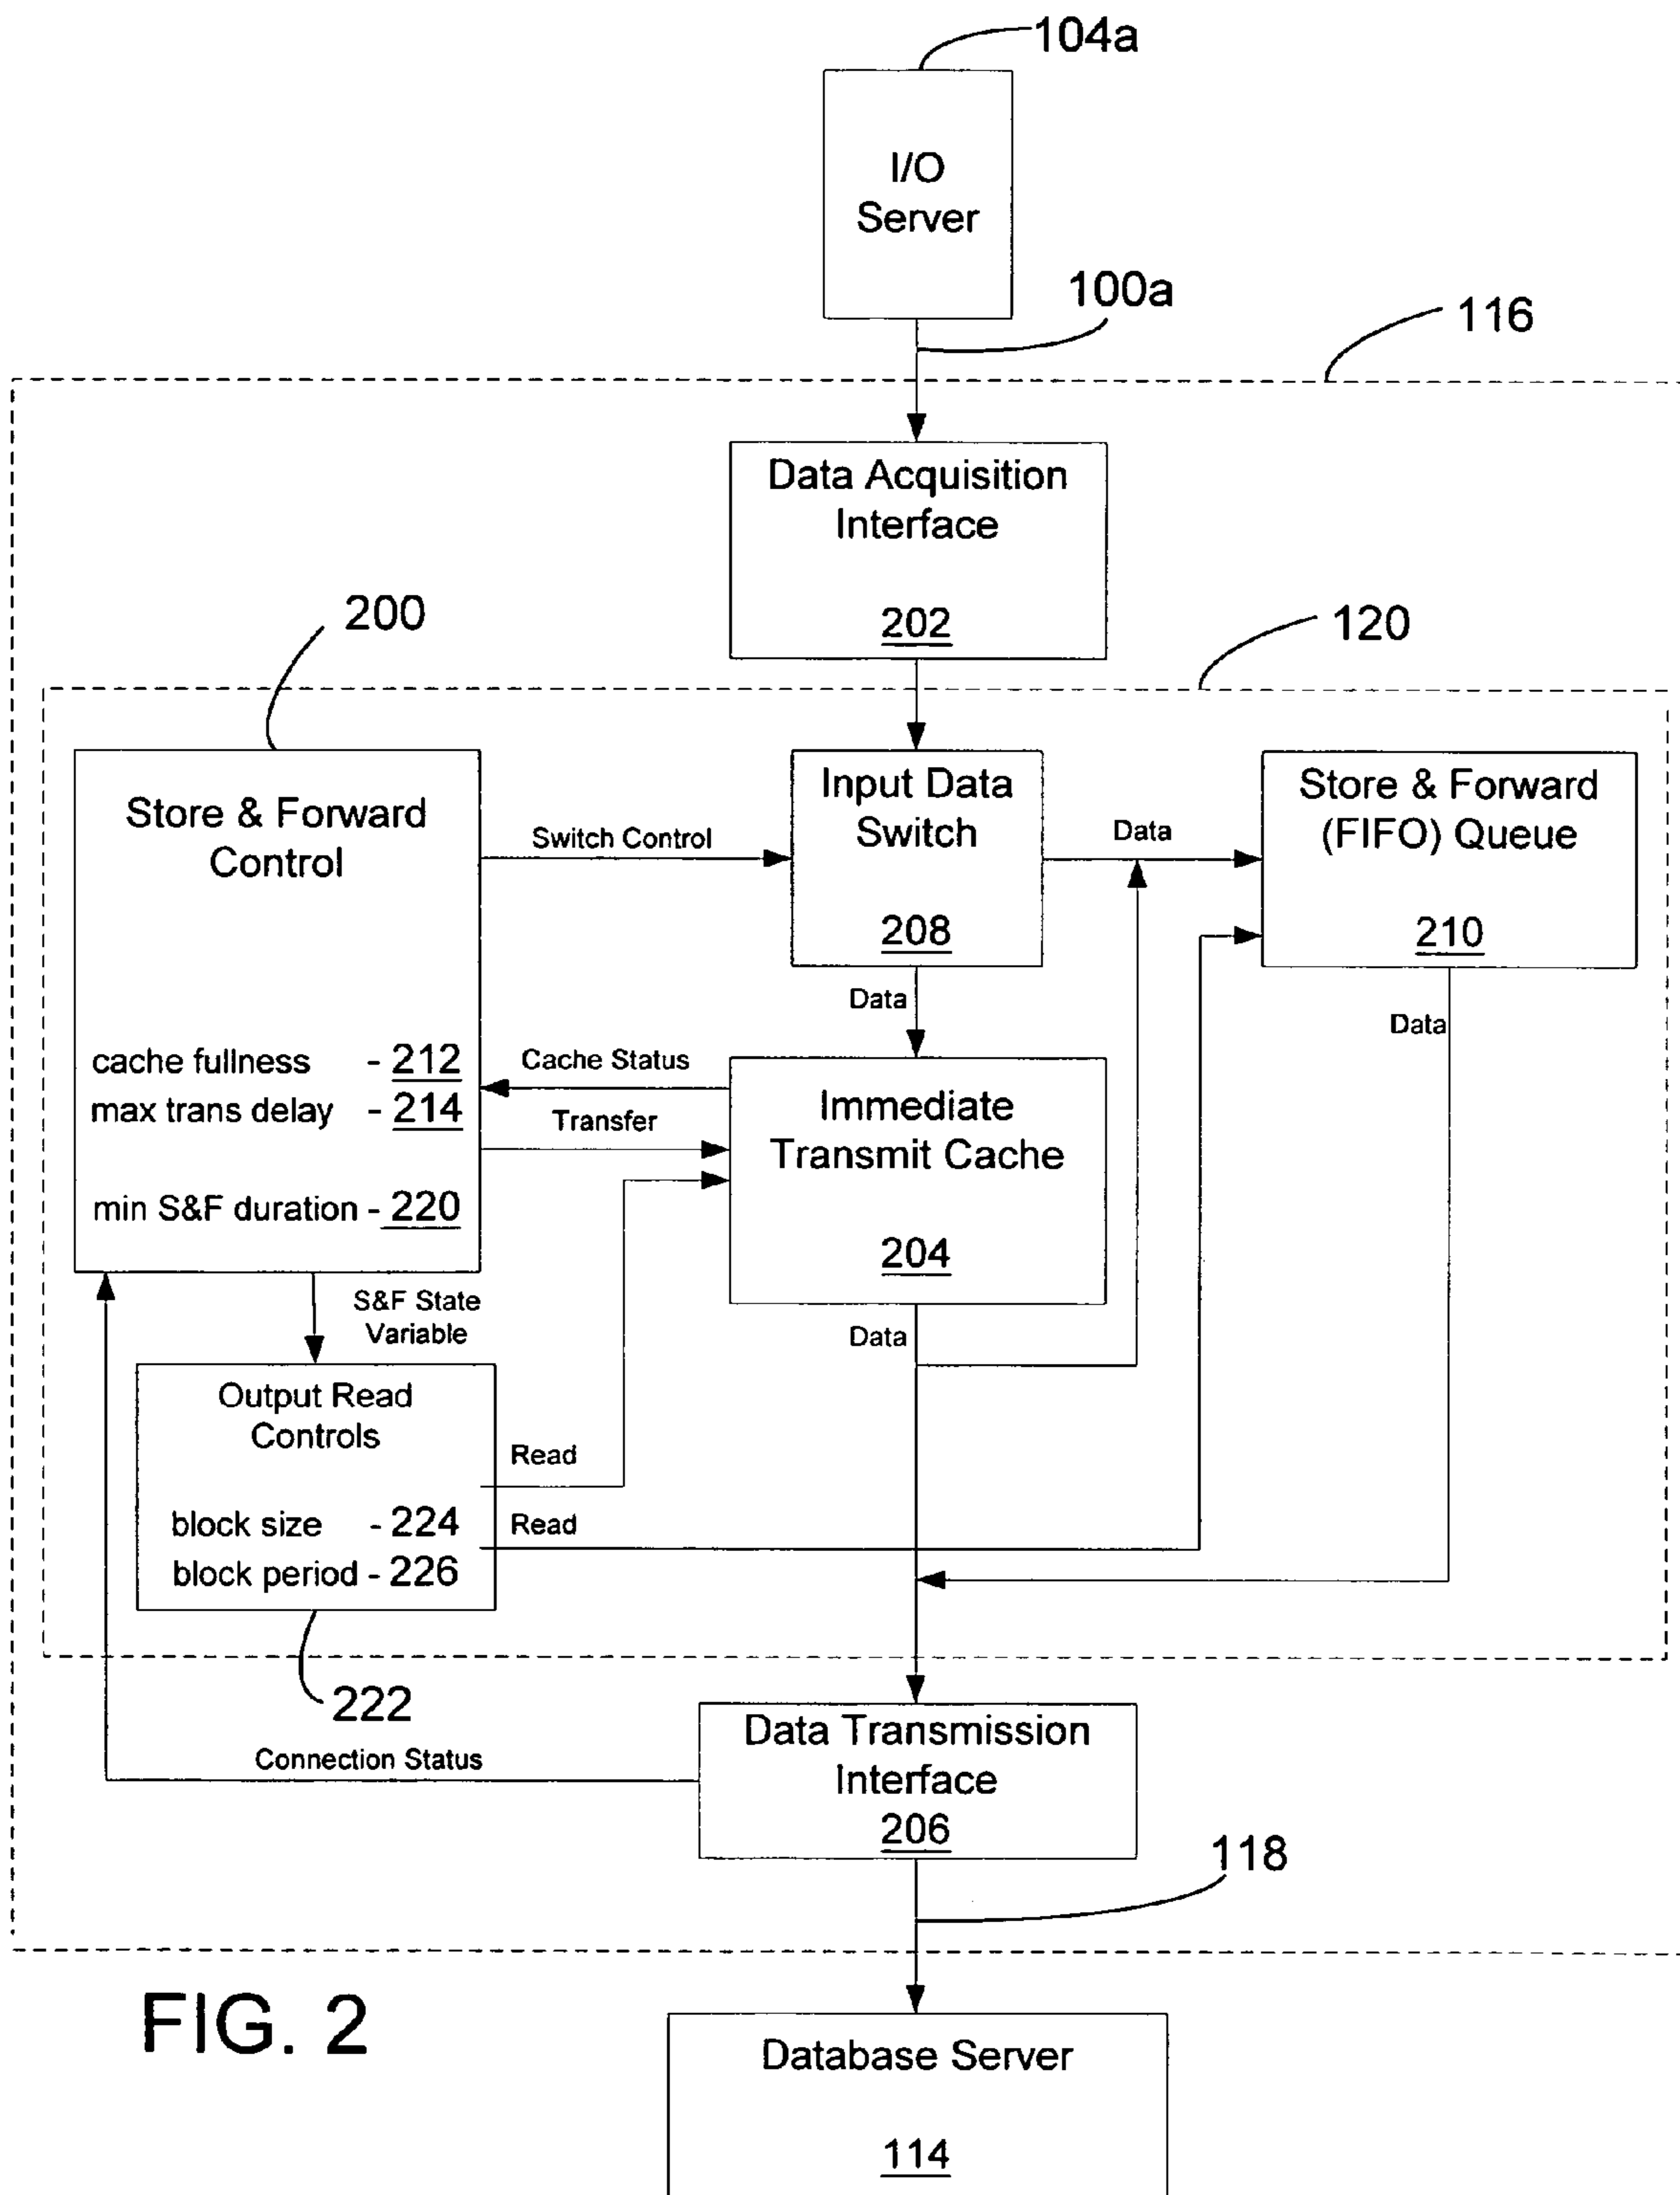 104a
I/O
Server
100a
116
Data Acquisition
Interface
202
200
120
Store & Forward
Control
cache fullness - 212
max trans delay - 214
min S&F duration - 220
Switch Control
Input Data
Switch
208
Data
Store & Forward
(FIFO) Queue
210
Data
Data
Cache Status
Transfer
Immediate
Transmit Cache
204
Data
S&F State
Variable
Output Read
Controls
block size - 224
block period - 226
Read
Read
222
Connection Status
Data Transmission
Interface
206
118
FIG. 2
Database Server
114